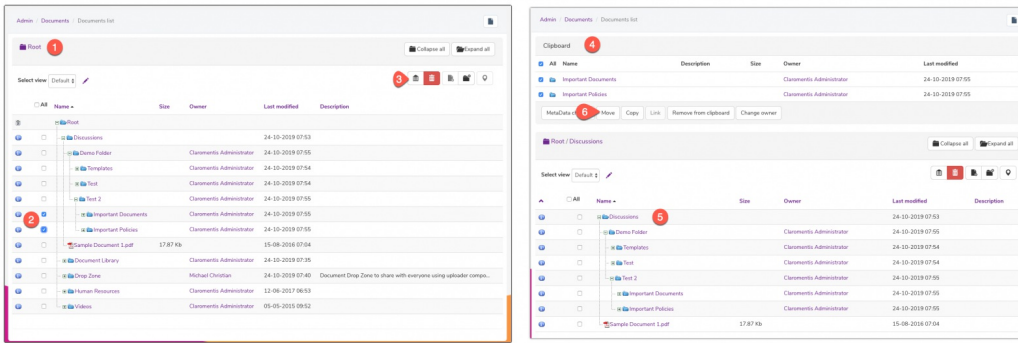 Admin / Documents / Documents list
Root 1
Collapse all Expand all
Select view Default
3
All Name Size Owner Last modified Description
Root
Discussions 24-10-2019 07:53
Demo Folder Claromentis Administrator 24-10-2019 07:55
Templates Claromentis Administrator 24-10-2019 07:54
Test Claromentis Administrator 24-10-2019 07:54
Test 2 Claromentis Administrator 24-10-2019 07:55
2
Important Documents Claromentis Administrator 24-10-2019 07:55
Important Policies Claromentis Administrator 24-10-2019 07:55
Sample Document 1.pdf 17.87 Kb 15-08-2016 07:04
Document Library Claromentis Administrator 24-10-2019 07:35
Drop Zone Michael Christian 24-10-2019 07:40 Document Drop Zone to share with everyone using uploader compo...
Human Resources Claromentis Administrator 12-06-2017 06:53
Videos Claromentis Administrator 05-05-2015 09:52
Admin / Documents / Documents list
Clipboard 4
All Name Description Size Owner Last modified
Important Documents Claromentis Administrator 24-10-2019 07:55
Important Policies Claromentis Administrator 24-10-2019 07:55
MetaData 6 Move Copy Link Remove from clipboard Change owner
Root / Discussions
Collapse all Expand all
Select view Default
All Name Size Owner Last modified Description
Discussions 5 24-10-2019 07:53
Demo Folder Claromentis Administrator 24-10-2019 07:55
Templates Claromentis Administrator 24-10-2019 07:54
Test Claromentis Administrator 24-10-2019 07:54
Test 2 Claromentis Administrator 24-10-2019 07:55
Important Documents Claromentis Administrator 24-10-2019 07:55
Important Policies Claromentis Administrator 24-10-2019 07:55
Sample Document 1.pdf 17.87 Kb 15-08-2016 07:04